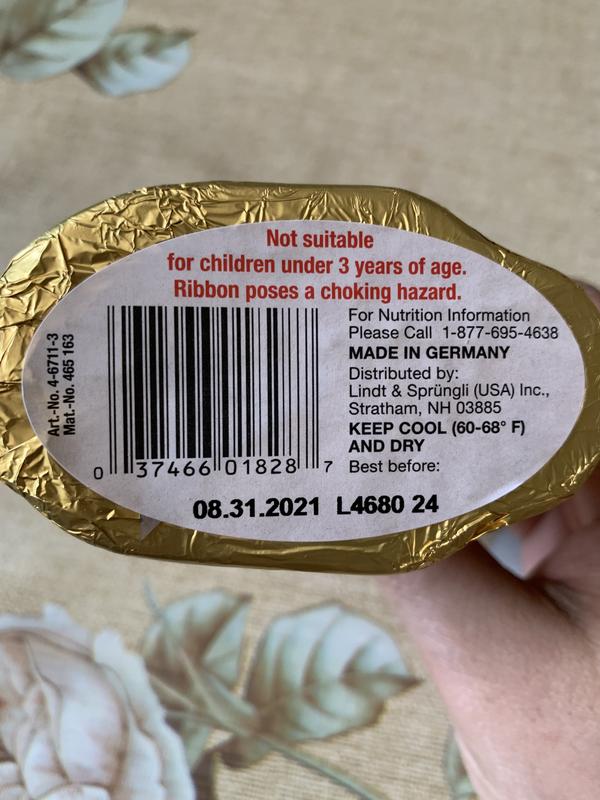 Not suitable
for children under 3 years of age.
Ribbon poses a choking hazard.
Art.-No. 4-6711-3
Mat.-No. 465 163
0 37466 01828 7
For Nutrition Information
Please Call 1-877-695-4638
MADE IN GERMANY
Distributed by:
Lindt & Sprüngli (USA) Inc.,
Stratham, NH 03885
KEEP COOL (60-68° F)
AND DRY
Best before:
08.31.2021 L4680 24